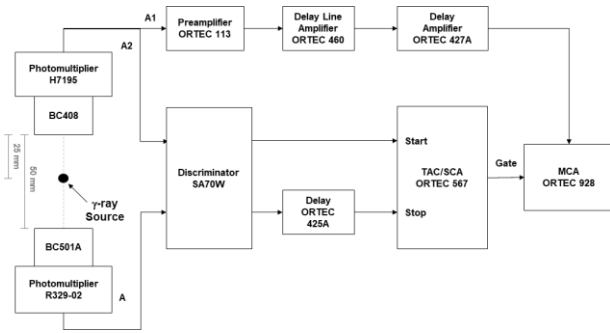 A1
A2
Preamplifier
ORTEC 113
Delay Line
Amplifier
ORTEC 460
Delay
Amplifier
ORTEC 427A
Photomultiplier
H7195
BC408
25 mm
50 mm
γ-ray
Source
Discriminator
SA70W
Start
TAC/SCA
ORTEC 567
Stop
Gate
MCA
ORTEC 928
Delay
ORTEC
425A
BC501A
Photomultiplier
R329-02
A